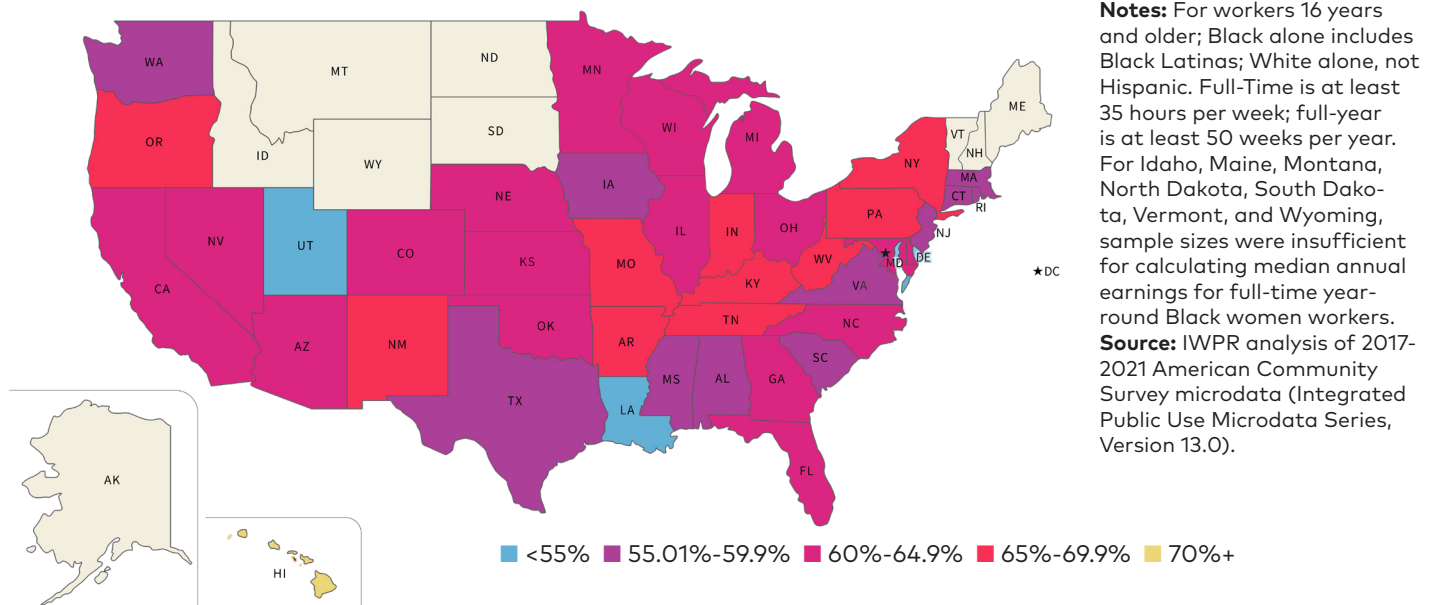 WA
OR
CA
NV
ID
MT
WY
UT
AZ
CO
NM
ND
SD
NE
KS
OK
TX
MN
IA
MO
AR
LA
WI
IL
MI
IN
OH
KY
TN
MS
AL
GA
FL
SC
NC
VA
WV
PA
NY
VT
NH
ME
MA
CT
RI
NJ
DE
MD
★DC
AK
HI
<55%
55.01%-59.9%
60%-64.9%
65%-69.9%
70%+
Notes: For workers 16 years
and older; Black alone includes
Black Latinas; White alone, not
Hispanic. Full-Time is at least
35 hours per week; full-year
is at least 50 weeks per year.
For Idaho, Maine, Montana,
North Dakota, South Dako-
ta, Vermont, and Wyoming,
sample sizes were insufficient
for calculating median annual
earnings for full-time year-
round Black women workers.
Source: IWPR analysis of 2017-
2021 American Community
Survey microdata (Integrated
Public Use Microdata Series,
Version 13.0).